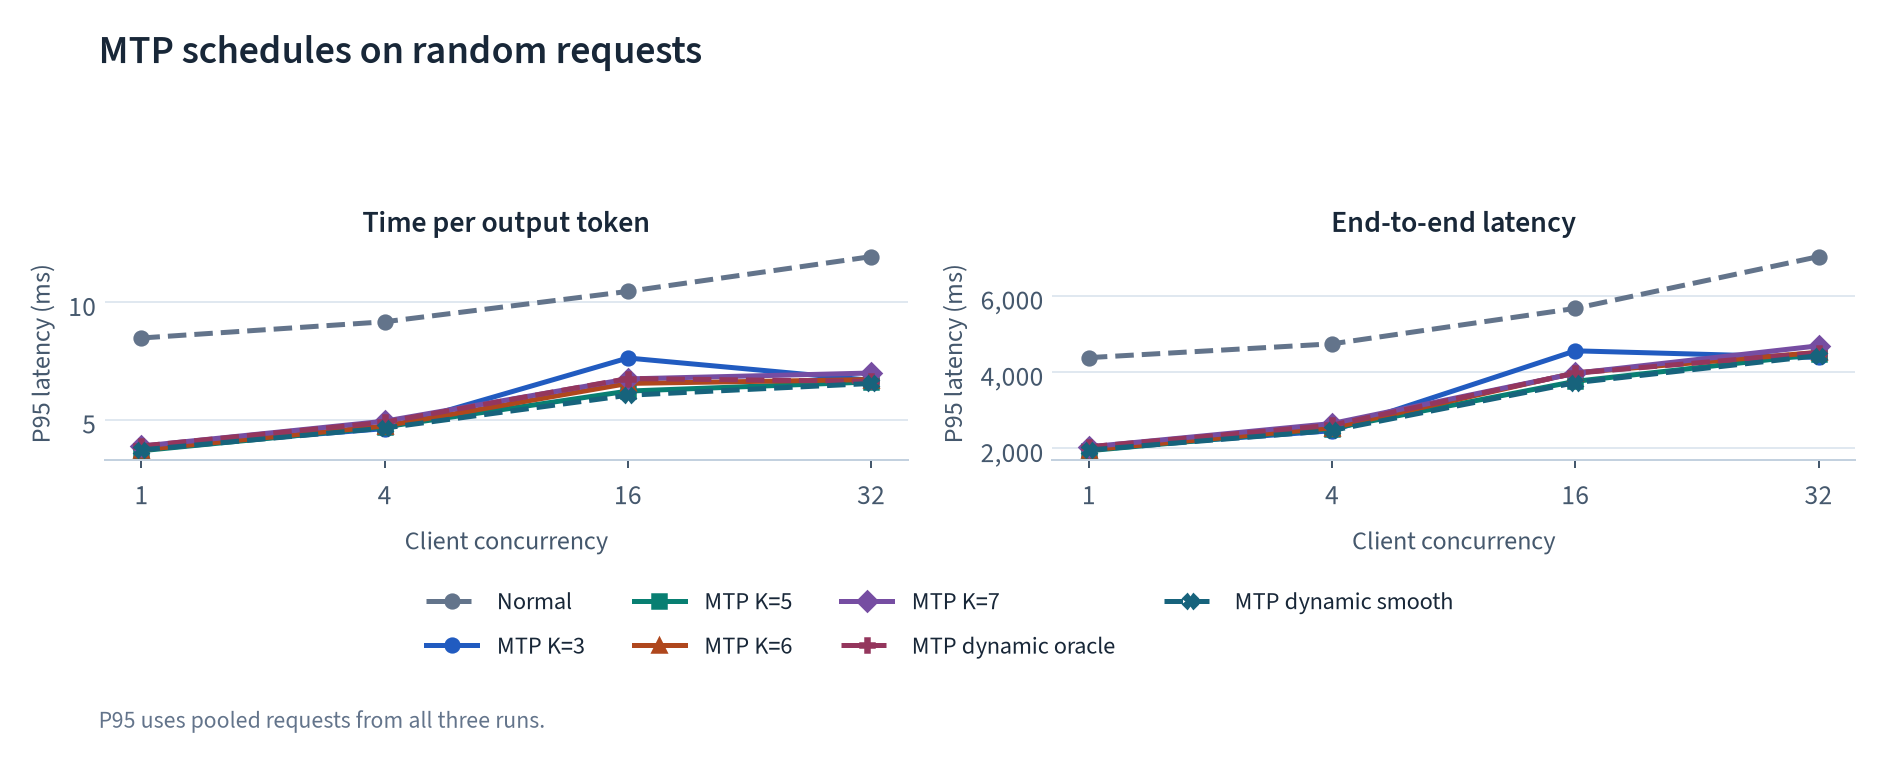 MTP schedules on random requests
Time per output token
P95 latency (ms)
10
5
1 4 16 32
Client concurrency
End-to-end latency
P95 latency (ms)
6,000
4,000
2,000
1 4 16 32
Client concurrency
Normal MTP K=5 MTP K=7 MTP dynamic smooth
MTP K=3 MTP K=6 MTP dynamic oracle
P95 uses pooled requests from all three runs.